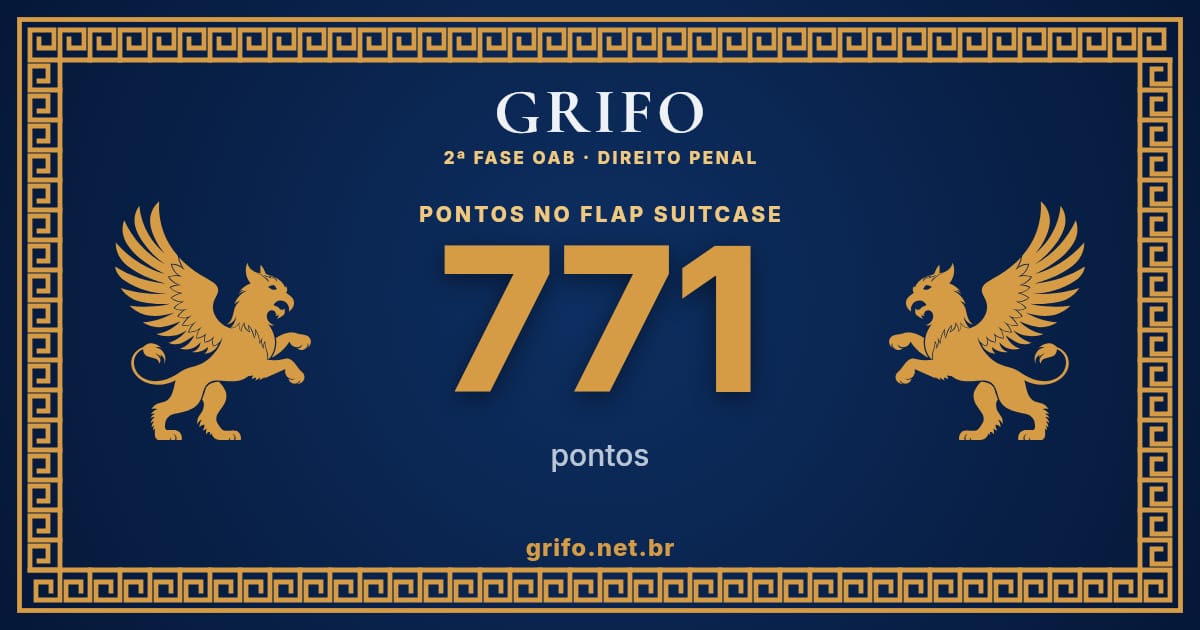 GRIFO
2ª FASE OAB · DIREITO PENAL
PONTOS NO FLAP SUITCASE
771
pontos
grifo.net.br